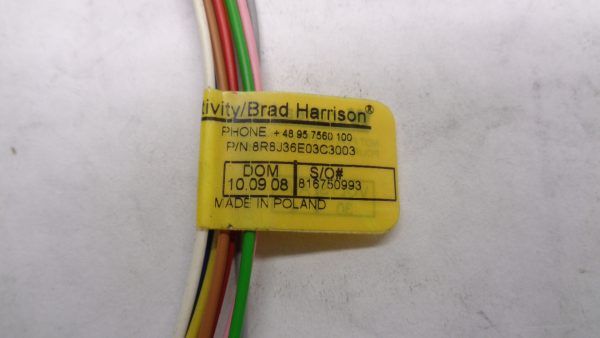 tivity/Brad Harrison®
PHONE +48 95 7560 100
P/N 8R8J36E03C3003
DOM S/O#
10.09 08 816750993
MADE IN POLAND